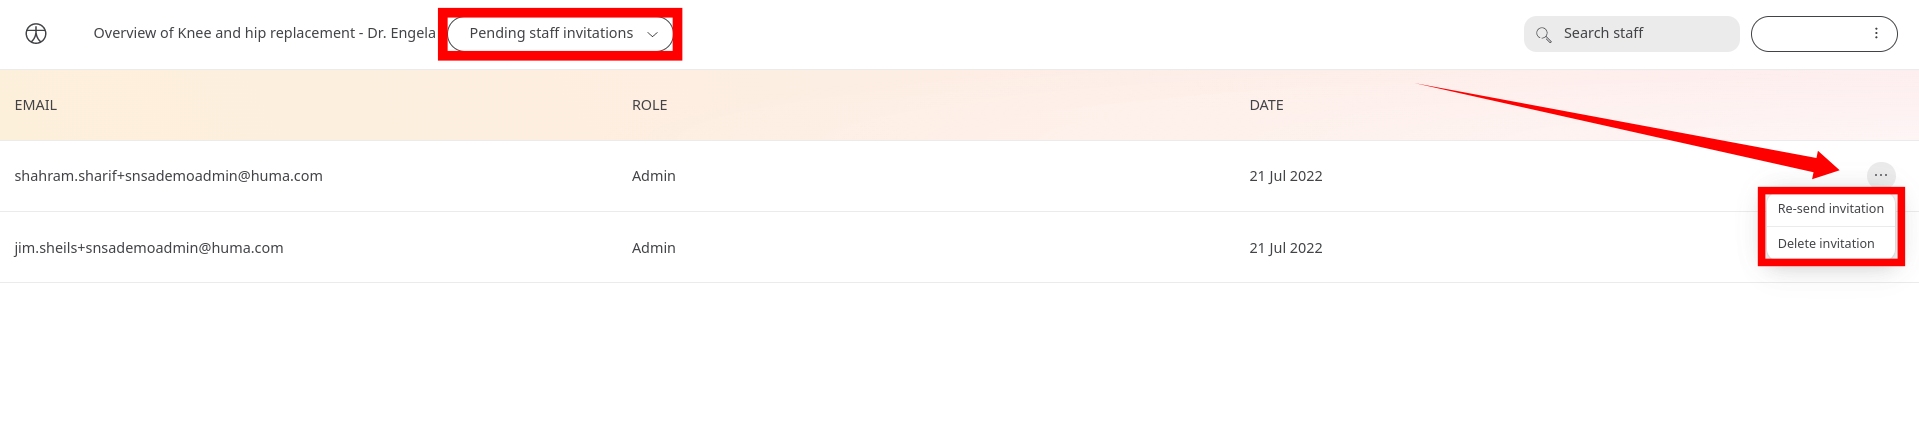 Overview of Knee and hip replacement - Dr. Engela Pending staff invitations Search staff
EMAIL ROLE DATE
shahram.sharif+snsademoadmin@huma.com Admin 21 Jul 2022
Re-send invitation
jim.sheils+snsademoadmin@huma.com Admin 21 Jul 2022
Delete invitation